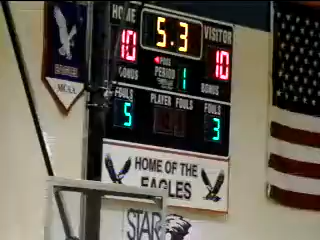 HOME
5.3
VISITOR
10
10
POSS
BONUS
PERIOD 1
BONUS
FOULS
PLAYER FOULS
FOULS
5
3
HOME OF THE
EAGLES
STAR